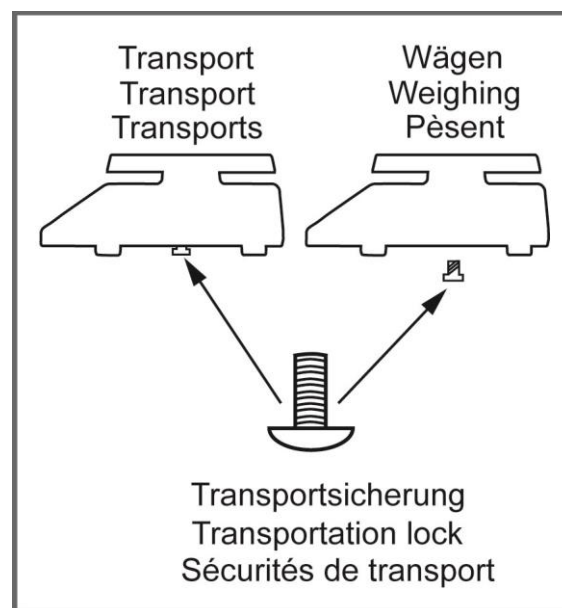 Transport
Transport
Transports
Wägen
Weighing
Pèsent
Transportsicherung
Transportation lock
Sécurités de transport